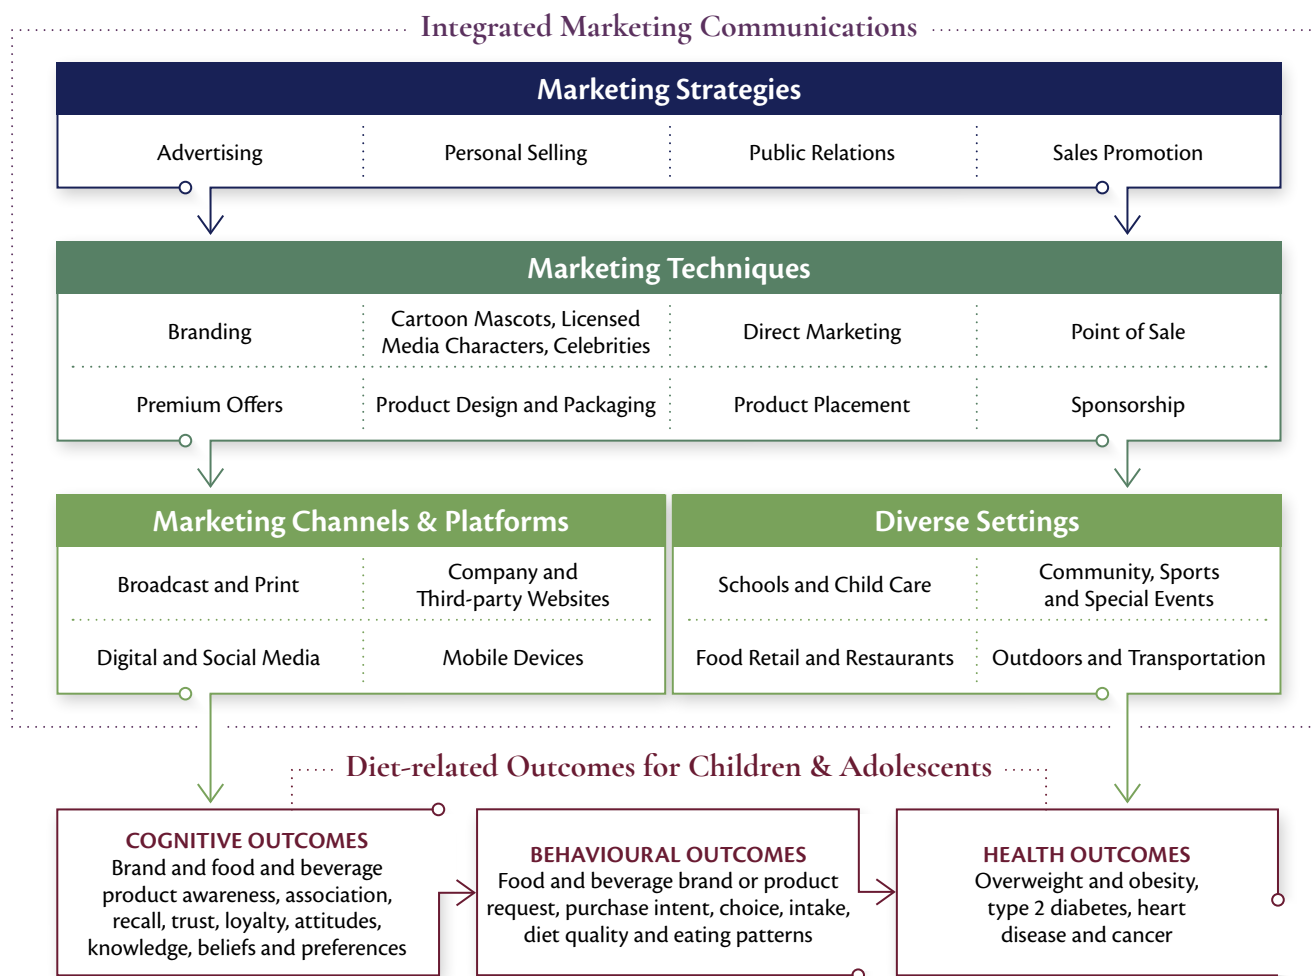 Integrated Marketing Communications
Marketing Strategies
Advertising
Personal Selling
Public Relations
Sales Promotion
Marketing Techniques
Branding
Cartoon Mascots, Licensed
Media Characters, Celebrities
Direct Marketing
Point of Sale
Premium Offers
Product Design and Packaging
Product Placement
Sponsorship
Marketing Channels & Platforms
Broadcast and Print
Company and
Third-party Websites
Digital and Social Media
Mobile Devices
Diverse Settings
Schools and Child Care
Community, Sports
and Special Events
Food Retail and Restaurants
Outdoors and Transportation
Diet-related Outcomes for Children & Adolescents
COGNITIVE OUTCOMES
Brand and food and beverage
product awareness, association,
recall, trust, loyalty, attitudes,
knowledge, beliefs and preferences
BEHAVIOURAL OUTCOMES
Food and beverage brand or product
request, purchase intent, choice, intake,
diet quality and eating patterns
HEALTH OUTCOMES
Overweight and obesity,
type 2 diabetes, heart
disease and cancer